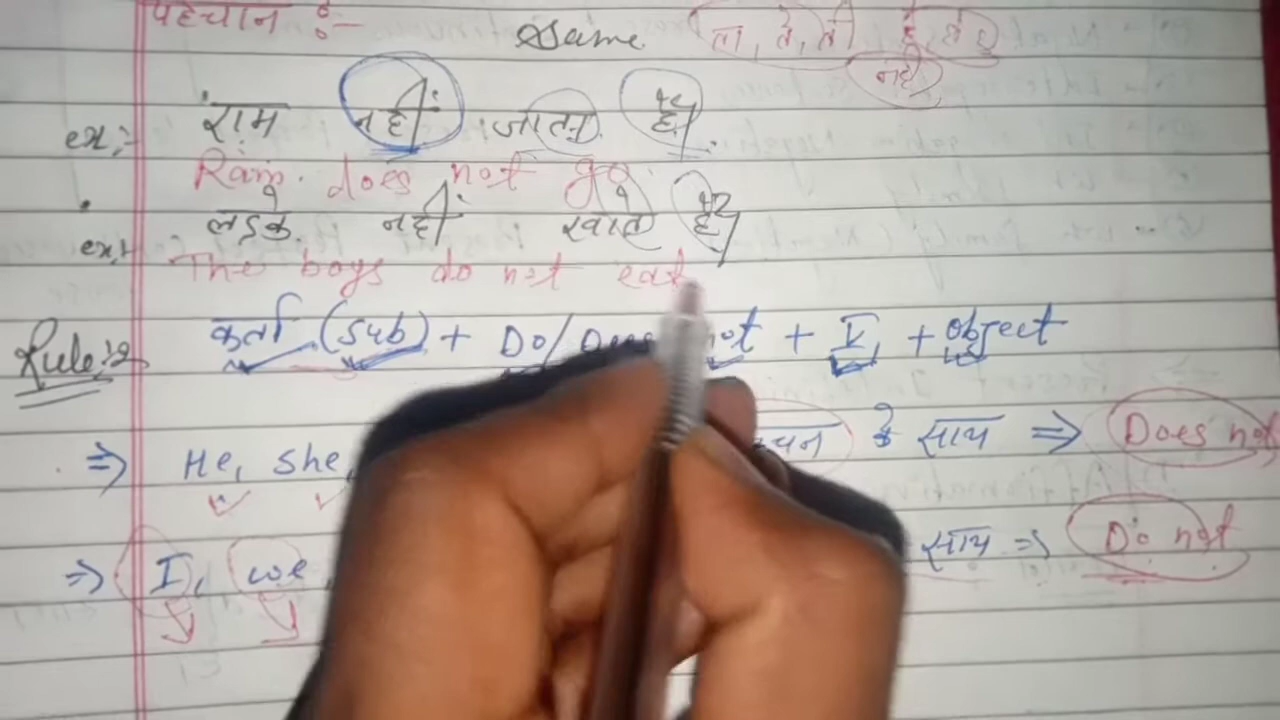 पहचान :- Same ता, ते, ती है, हैं, हूँ
नहीं
ex:- राम नहीं जाता है।
Ram does not go.
ex:- लड़के नहीं खाते हैं।
The boys do not eat
Rule:- कर्ता (Sub) + Do/Does not + V1 + object
⇒ He, She, वचन के साथ ⇒ Does not
⇒ I, we, साथ ⇒ Do not